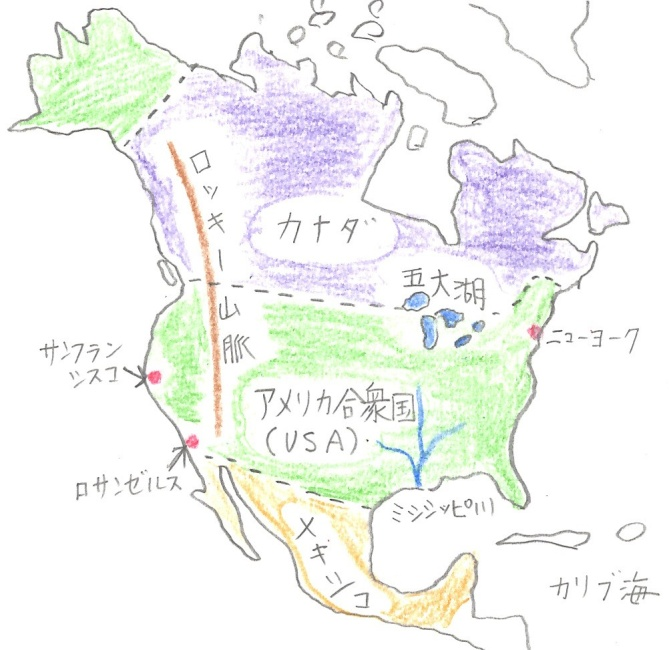 ロッキー山脈
カナダ
五大湖
ニューヨーク
サンフラン
シスコ
アメリカ合衆国
(USA)
ロサンゼルス
ミシシッピ川
メキシコ
カリブ海